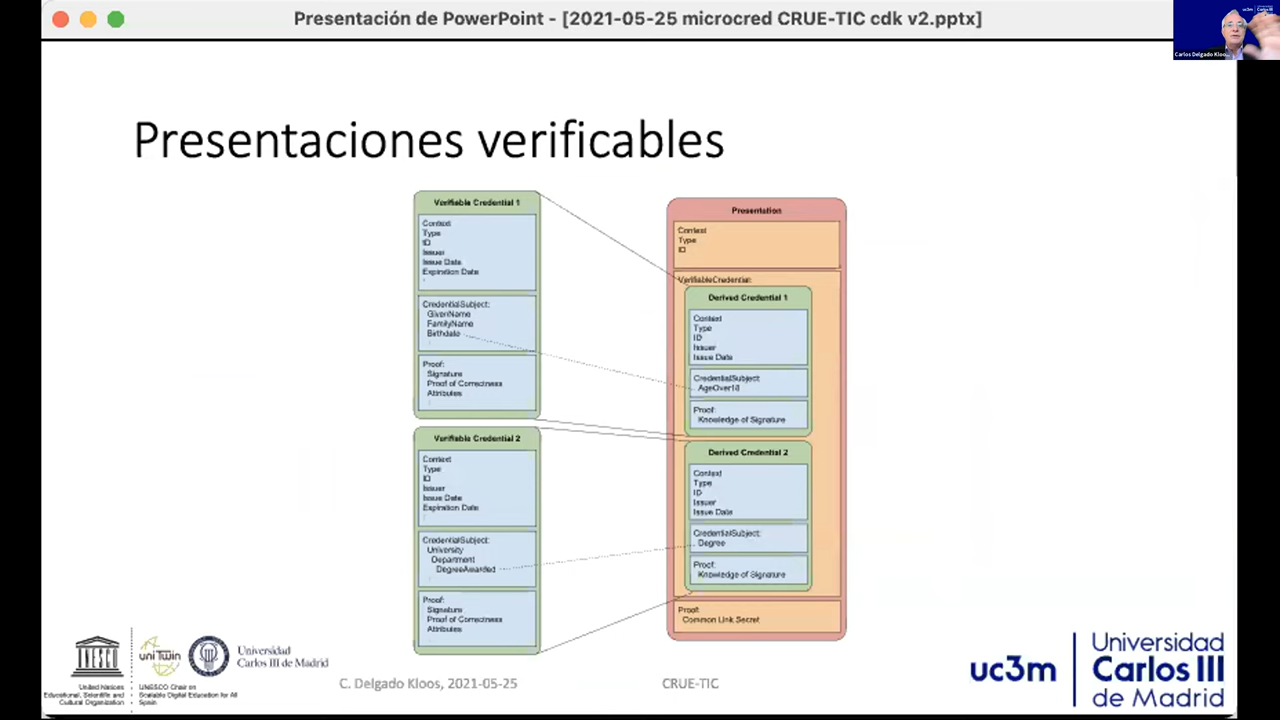 Presentación de PowerPoint - [2021-05-25 microcred CRUE-TIC cdk v2.pptx]
uc3m
Carlos Delgado Kloos
Presentaciones verificables
Verifiable Credential 1
Context
Type
ID
Issuer
Issue Date
Expiration Date
CredentialSubject:
GivenName
FamilyName
Birthdate
Proof:
Signature
Proof of Correctness
Attributes
Verifiable Credential 2
Context
Type
ID
Issuer
Issue Date
Expiration Date
CredentialSubject:
University
Department
DegreeAwarded
Proof:
Signature
Proof of Correctness
Attributes
Presentation
Context
Type
ID
VerifiableCredential:
Derived Credential 1
Context
Type
ID
Issuer
Issue Date
CredentialSubject
AgeOver18
Proof:
Knowledge of Signature
Derived Credential 2
Context
Type
ID
Issuer
Issue Date
CredentialSubject:
Degree
Proof:
Knowledge of Signature
Proof
Common Link Secret
UNESCO
United Nations
Educational, Scientific and
Cultural Organization
uniTwin
UNESCO Chair on
Scalable Digital Education for All
Spain
Universidad
Carlos III de Madrid
C. Delgado Kloos, 2021-05-25
CRUE-TIC
uc3m
Universidad
Carlos III
de Madrid